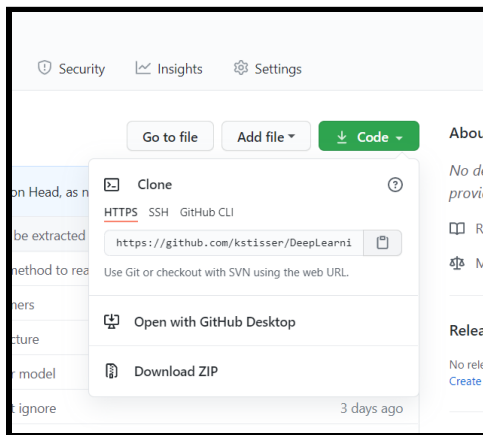 Security Insights Settings
Go to file Add file Code
Abou
on Head, as n
Clone
No de
provi
HTTPS SSH GitHub CLI
be extracted
https://github.com/kstisser/DeepLearni
R
method to rea
Use Git or checkout with SVN using the web URL.
M
ners
Open with GitHub Desktop
Relea
cture
No rele
r model
Download ZIP
Create
t ignore
3 days ago